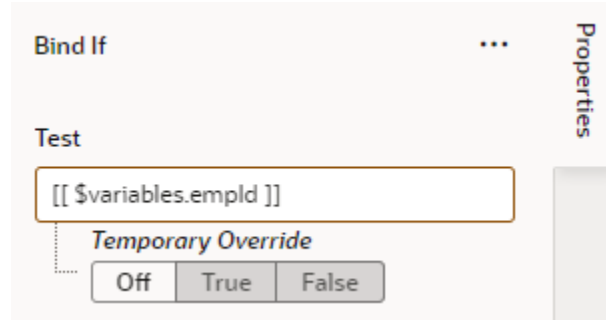 Bind If
...
Properties
Test
[[ $variables.empId ]]
Temporary Override
Off True False